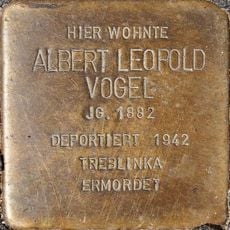 HIER WOHNTE
ALBERT LEOPOLD
VOGEL
JG. 1882
DEPORTIERT 1942
TREBLINKA
ERMORDET